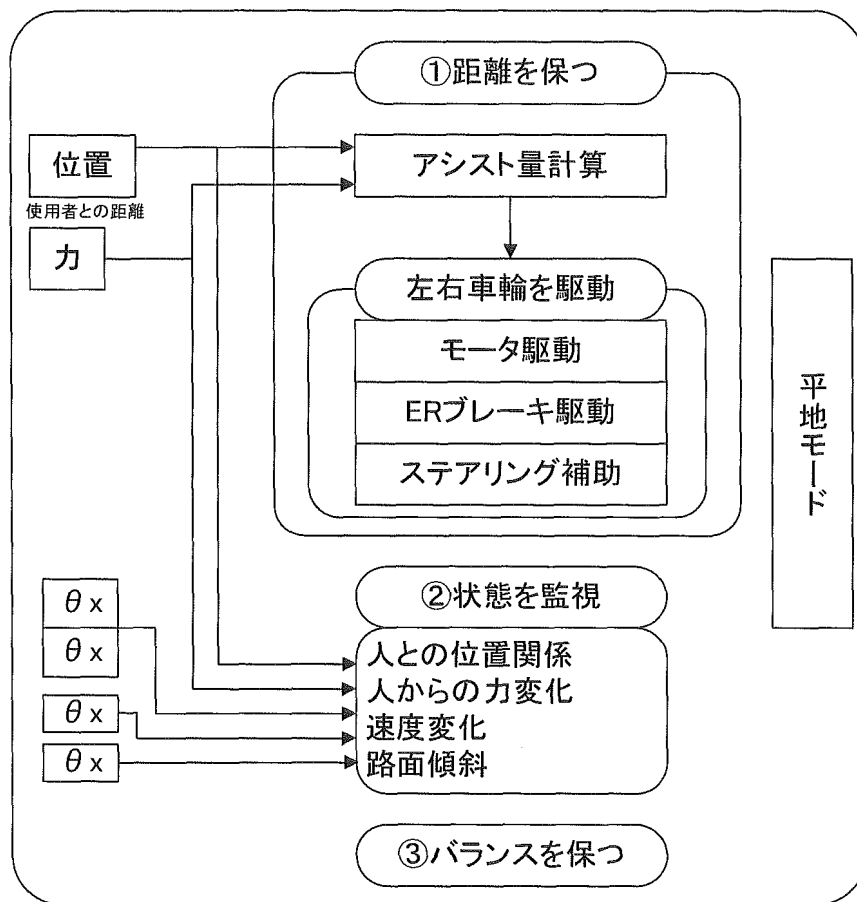 ①距離を保つ
位置
使用者との距離
力
アシスト量計算
左右車輪を駆動
モータ駆動
ERブレーキ駆動
ステアリング補助
平地モード
θx
θx
θx
θx
②状態を監視
人との位置関係
人からの力変化
速度変化
路面傾斜
③バランスを保つ